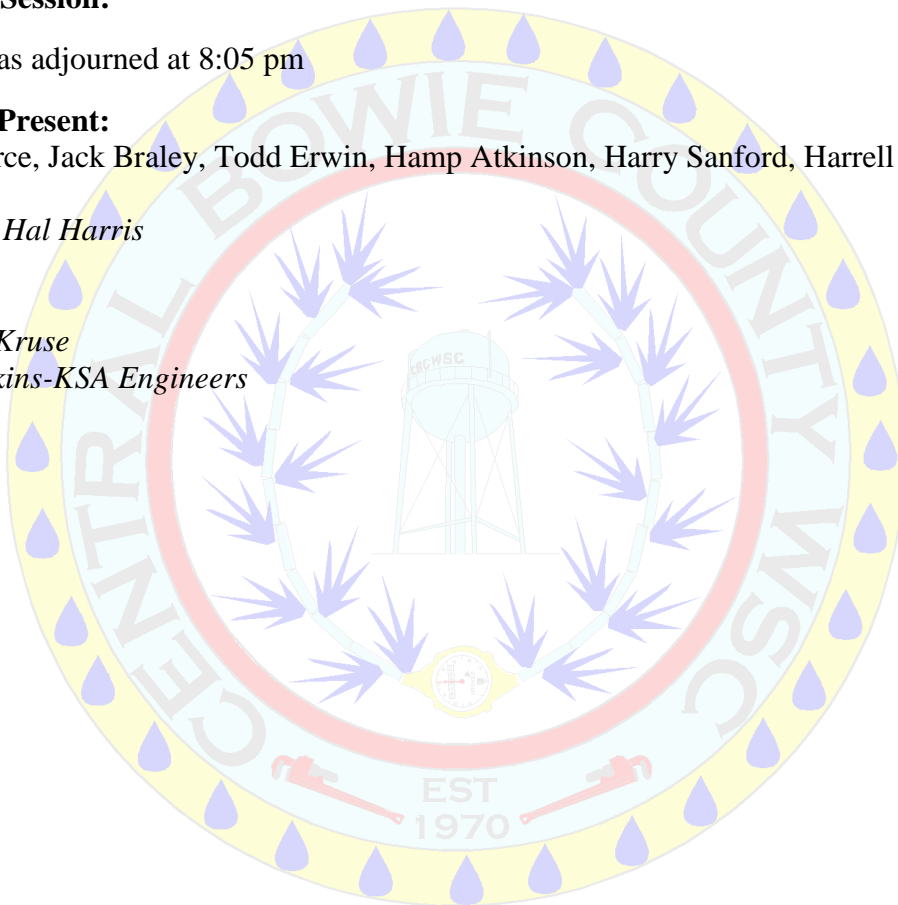 Session:
as adjourned at 8:05 pm
Present:
rce, Jack Braley, Todd Erwin, Hamp Atkinson, Harry Sanford, Harrell
Hal Harris
Kruse
kins-KSA Engineers
CENTRAL BOWIE COUNTY WSC
CBCWSC
EST
1970